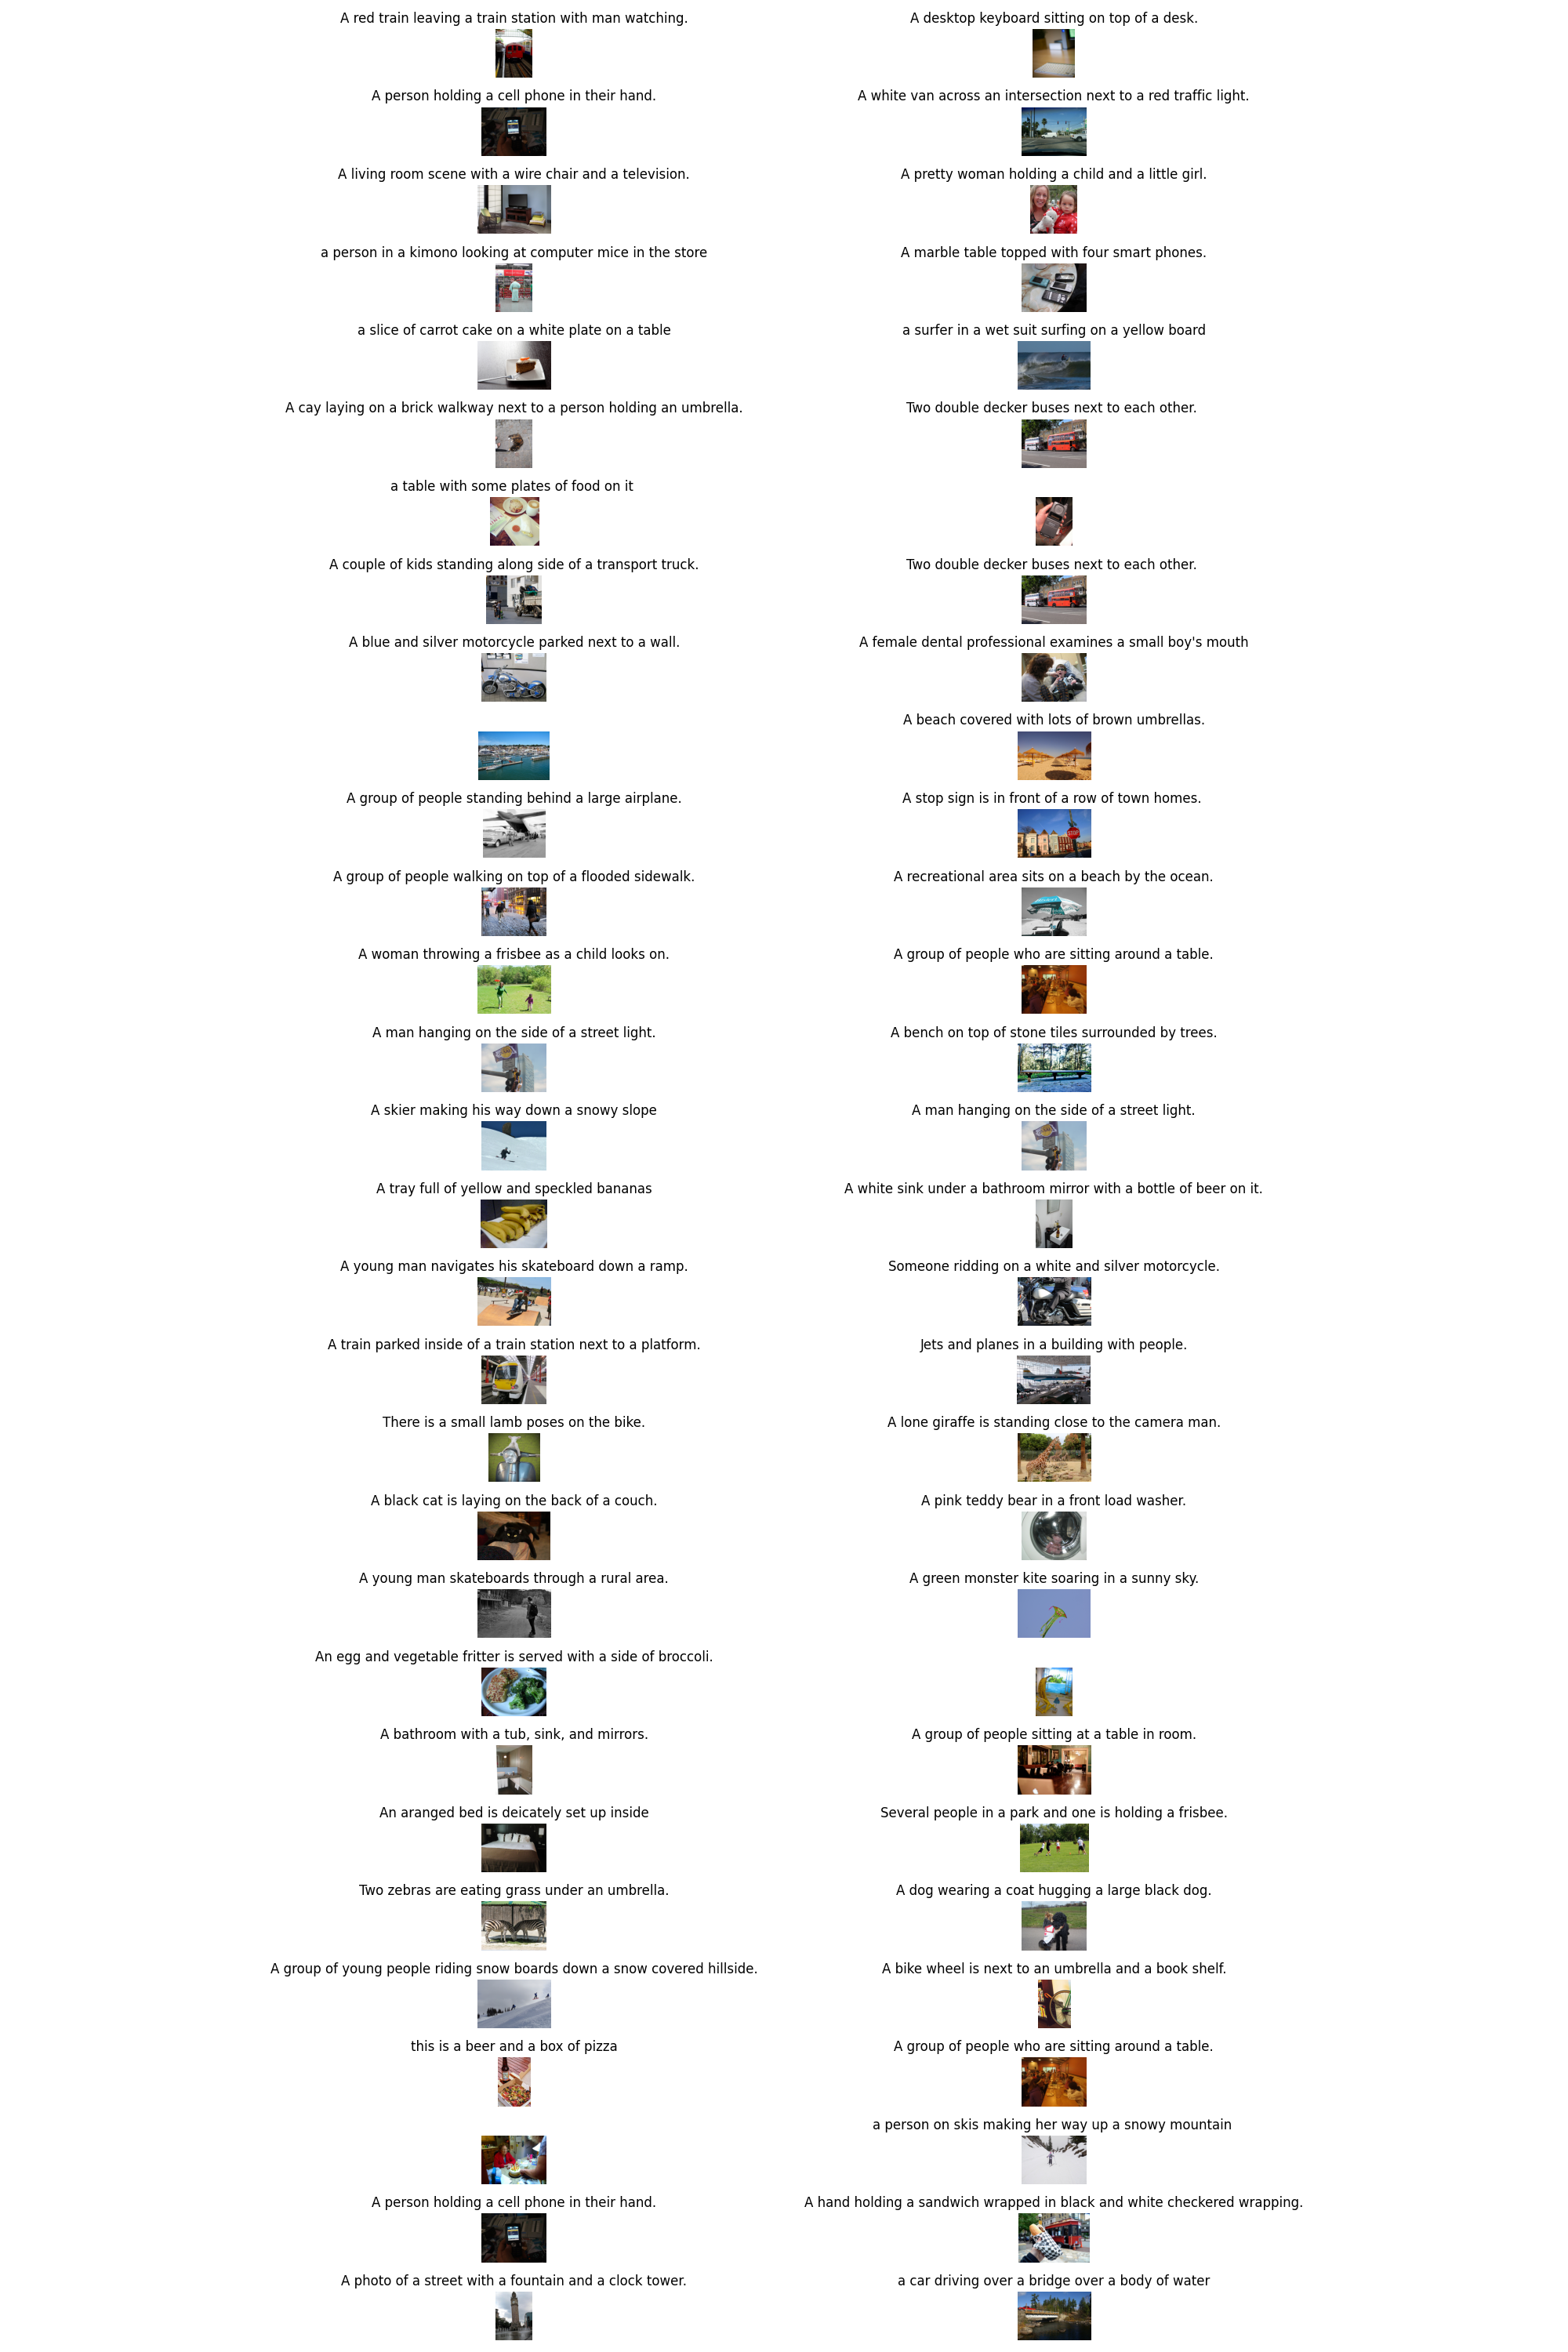 A red train leaving a train station with man watching.
A desktop keyboard sitting on top of a desk.
A person holding a cell phone in their hand.
A white van across an intersection next to a red traffic light.
A living room scene with a wire chair and a television.
A pretty woman holding a child and a little girl.
a person in a kimono looking at computer mice in the store
A marble table topped with four smart phones.
a slice of carrot cake on a white plate on a table
a surfer in a wet suit surfing on a yellow board
A cay laying on a brick walkway next to a person holding an umbrella.
Two double decker buses next to each other.
a table with some plates of food on it
A couple of kids standing along side of a transport truck.
Two double decker buses next to each other.
A blue and silver motorcycle parked next to a wall.
A female dental professional examines a small boy's mouth
A beach covered with lots of brown umbrellas.
A group of people standing behind a large airplane.
A stop sign is in front of a row of town homes.
STOP
A group of people walking on top of a flooded sidewalk.
A recreational area sits on a beach by the ocean.
A woman throwing a frisbee as a child looks on.
A group of people who are sitting around a table.
A man hanging on the side of a street light.
A bench on top of stone tiles surrounded by trees.
A skier making his way down a snowy slope
A man hanging on the side of a street light.
A tray full of yellow and speckled bananas
A white sink under a bathroom mirror with a bottle of beer on it.
A young man navigates his skateboard down a ramp.
Someone ridding on a white and silver motorcycle.
A train parked inside of a train station next to a platform.
Jets and planes in a building with people.
There is a small lamb poses on the bike.
A lone giraffe is standing close to the camera man.
A black cat is laying on the back of a couch.
A pink teddy bear in a front load washer.
A young man skateboards through a rural area.
A green monster kite soaring in a sunny sky.
An egg and vegetable fritter is served with a side of broccoli.
A bathroom with a tub, sink, and mirrors.
A group of people sitting at a table in room.
An aranged bed is deicately set up inside
Several people in a park and one is holding a frisbee.
Two zebras are eating grass under an umbrella.
A dog wearing a coat hugging a large black dog.
A group of young people riding snow boards down a snow covered hillside.
A bike wheel is next to an umbrella and a book shelf.
this is a beer and a box of pizza
A group of people who are sitting around a table.
a person on skis making her way up a snowy mountain
A person holding a cell phone in their hand.
A hand holding a sandwich wrapped in black and white checkered wrapping.
A photo of a street with a fountain and a clock tower.
a car driving over a bridge over a body of water